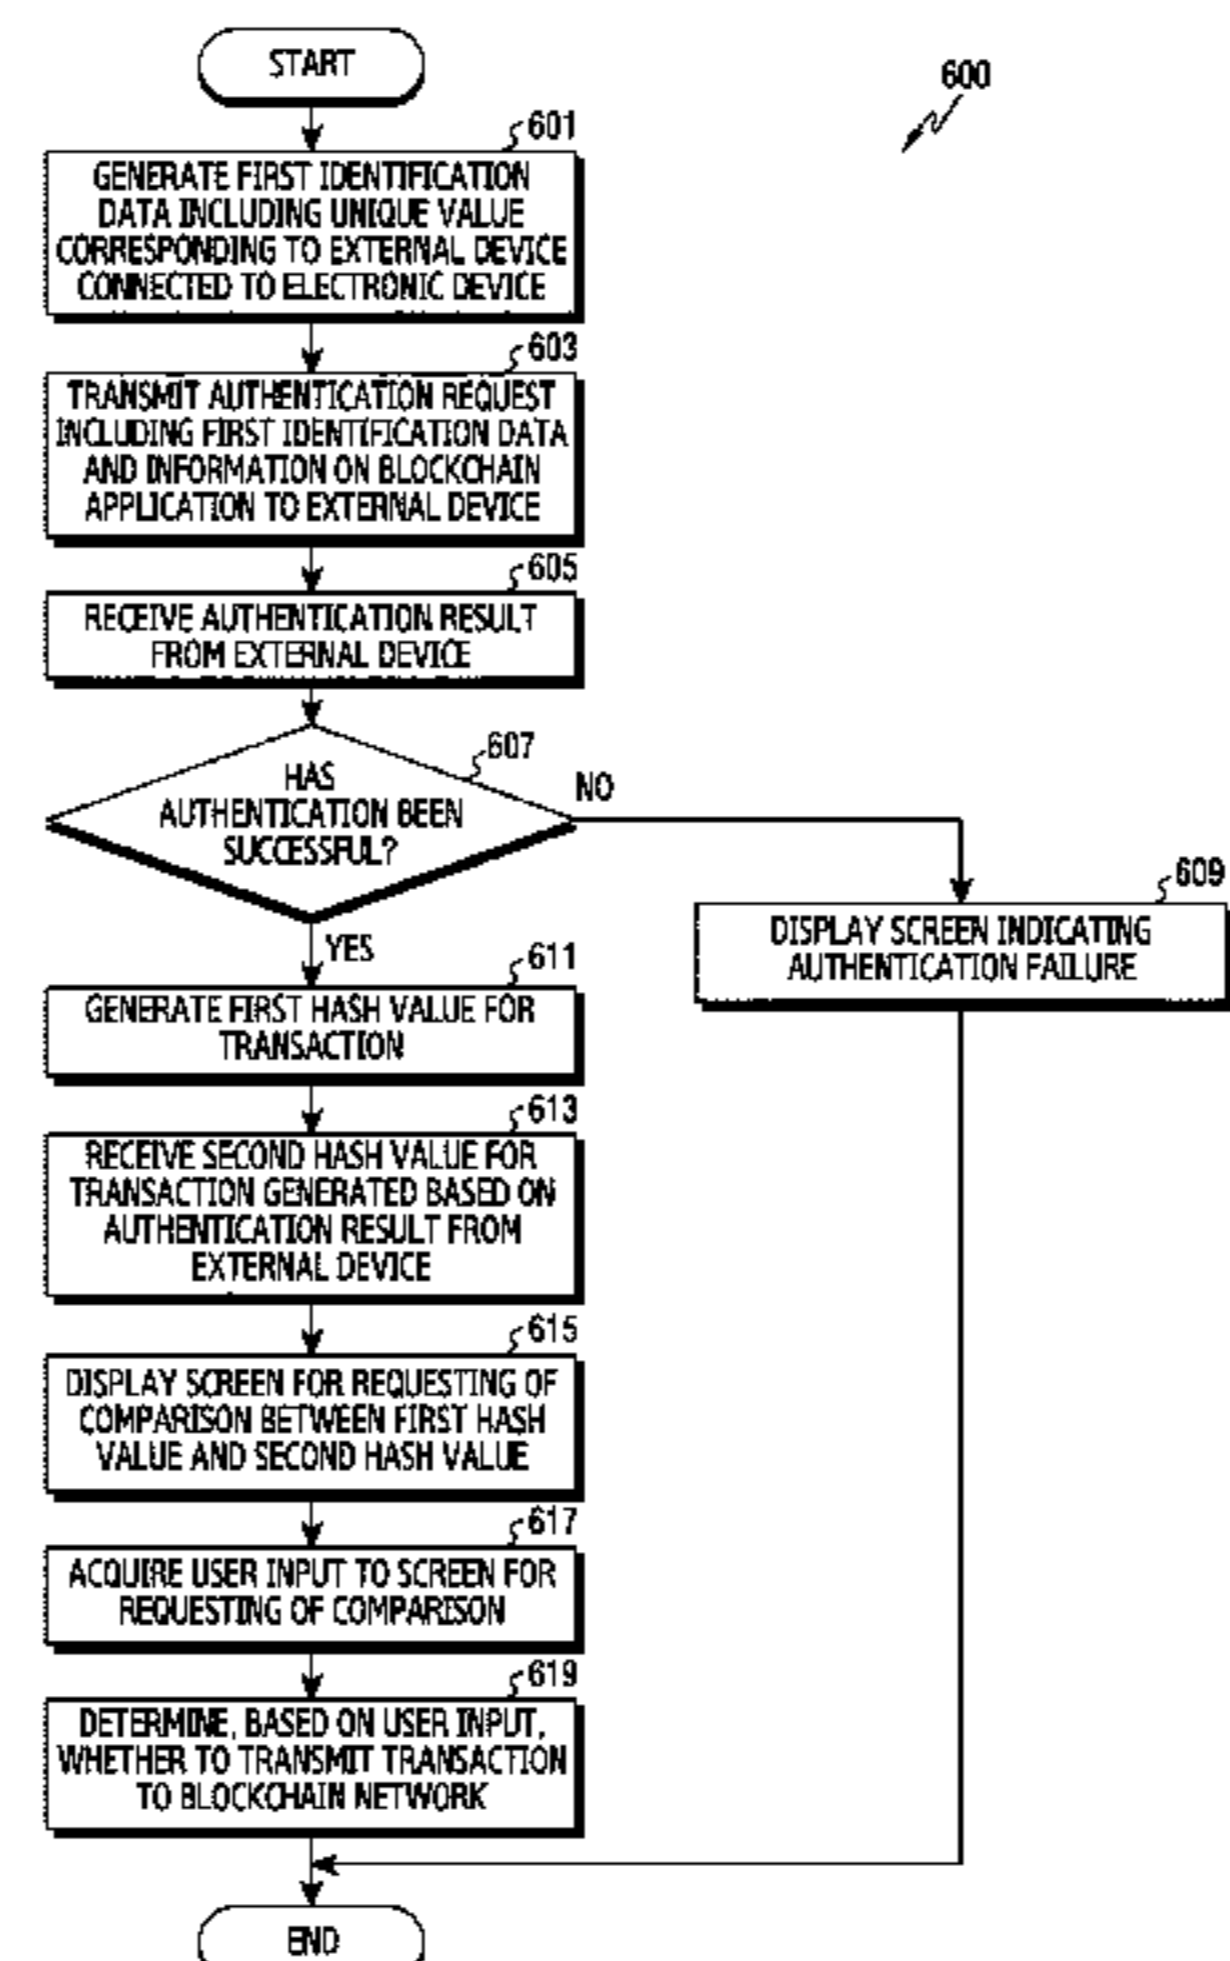 START
600
601
GENERATE FIRST IDENTIFICATION
DATA INCLUDING UNIQUE VALUE
CORRESPONDING TO EXTERNAL DEVICE
CONNECTED TO ELECTRONIC DEVICE
603
TRANSMIT AUTHENTICATION REQUEST
INCLUDING FIRST IDENTIFICATION DATA
AND INFORMATION ON BLOCKCHAIN
APPLICATION TO EXTERNAL DEVICE
605
RECEIVE AUTHENTICATION RESULT
FROM EXTERNAL DEVICE
607
HAS
AUTHENTICATION BEEN
SUCCESSFUL?
NO
609
DISPLAY SCREEN INDICATING
AUTHENTICATION FAILURE
YES
611
GENERATE FIRST HASH VALUE FOR
TRANSACTION
613
RECEIVE SECOND HASH VALUE FOR
TRANSACTION GENERATED BASED ON
AUTHENTICATION RESULT FROM
EXTERNAL DEVICE
615
DISPLAY SCREEN FOR REQUESTING OF
COMPARISON BETWEEN FIRST HASH
VALUE AND SECOND HASH VALUE
617
ACQUIRE USER INPUT TO SCREEN FOR
REQUESTING OF COMPARISON
619
DETERMINE, BASED ON USER INPUT,
WHETHER TO TRANSMIT TRANSACTION
TO BLOCKCHAIN NETWORK
END